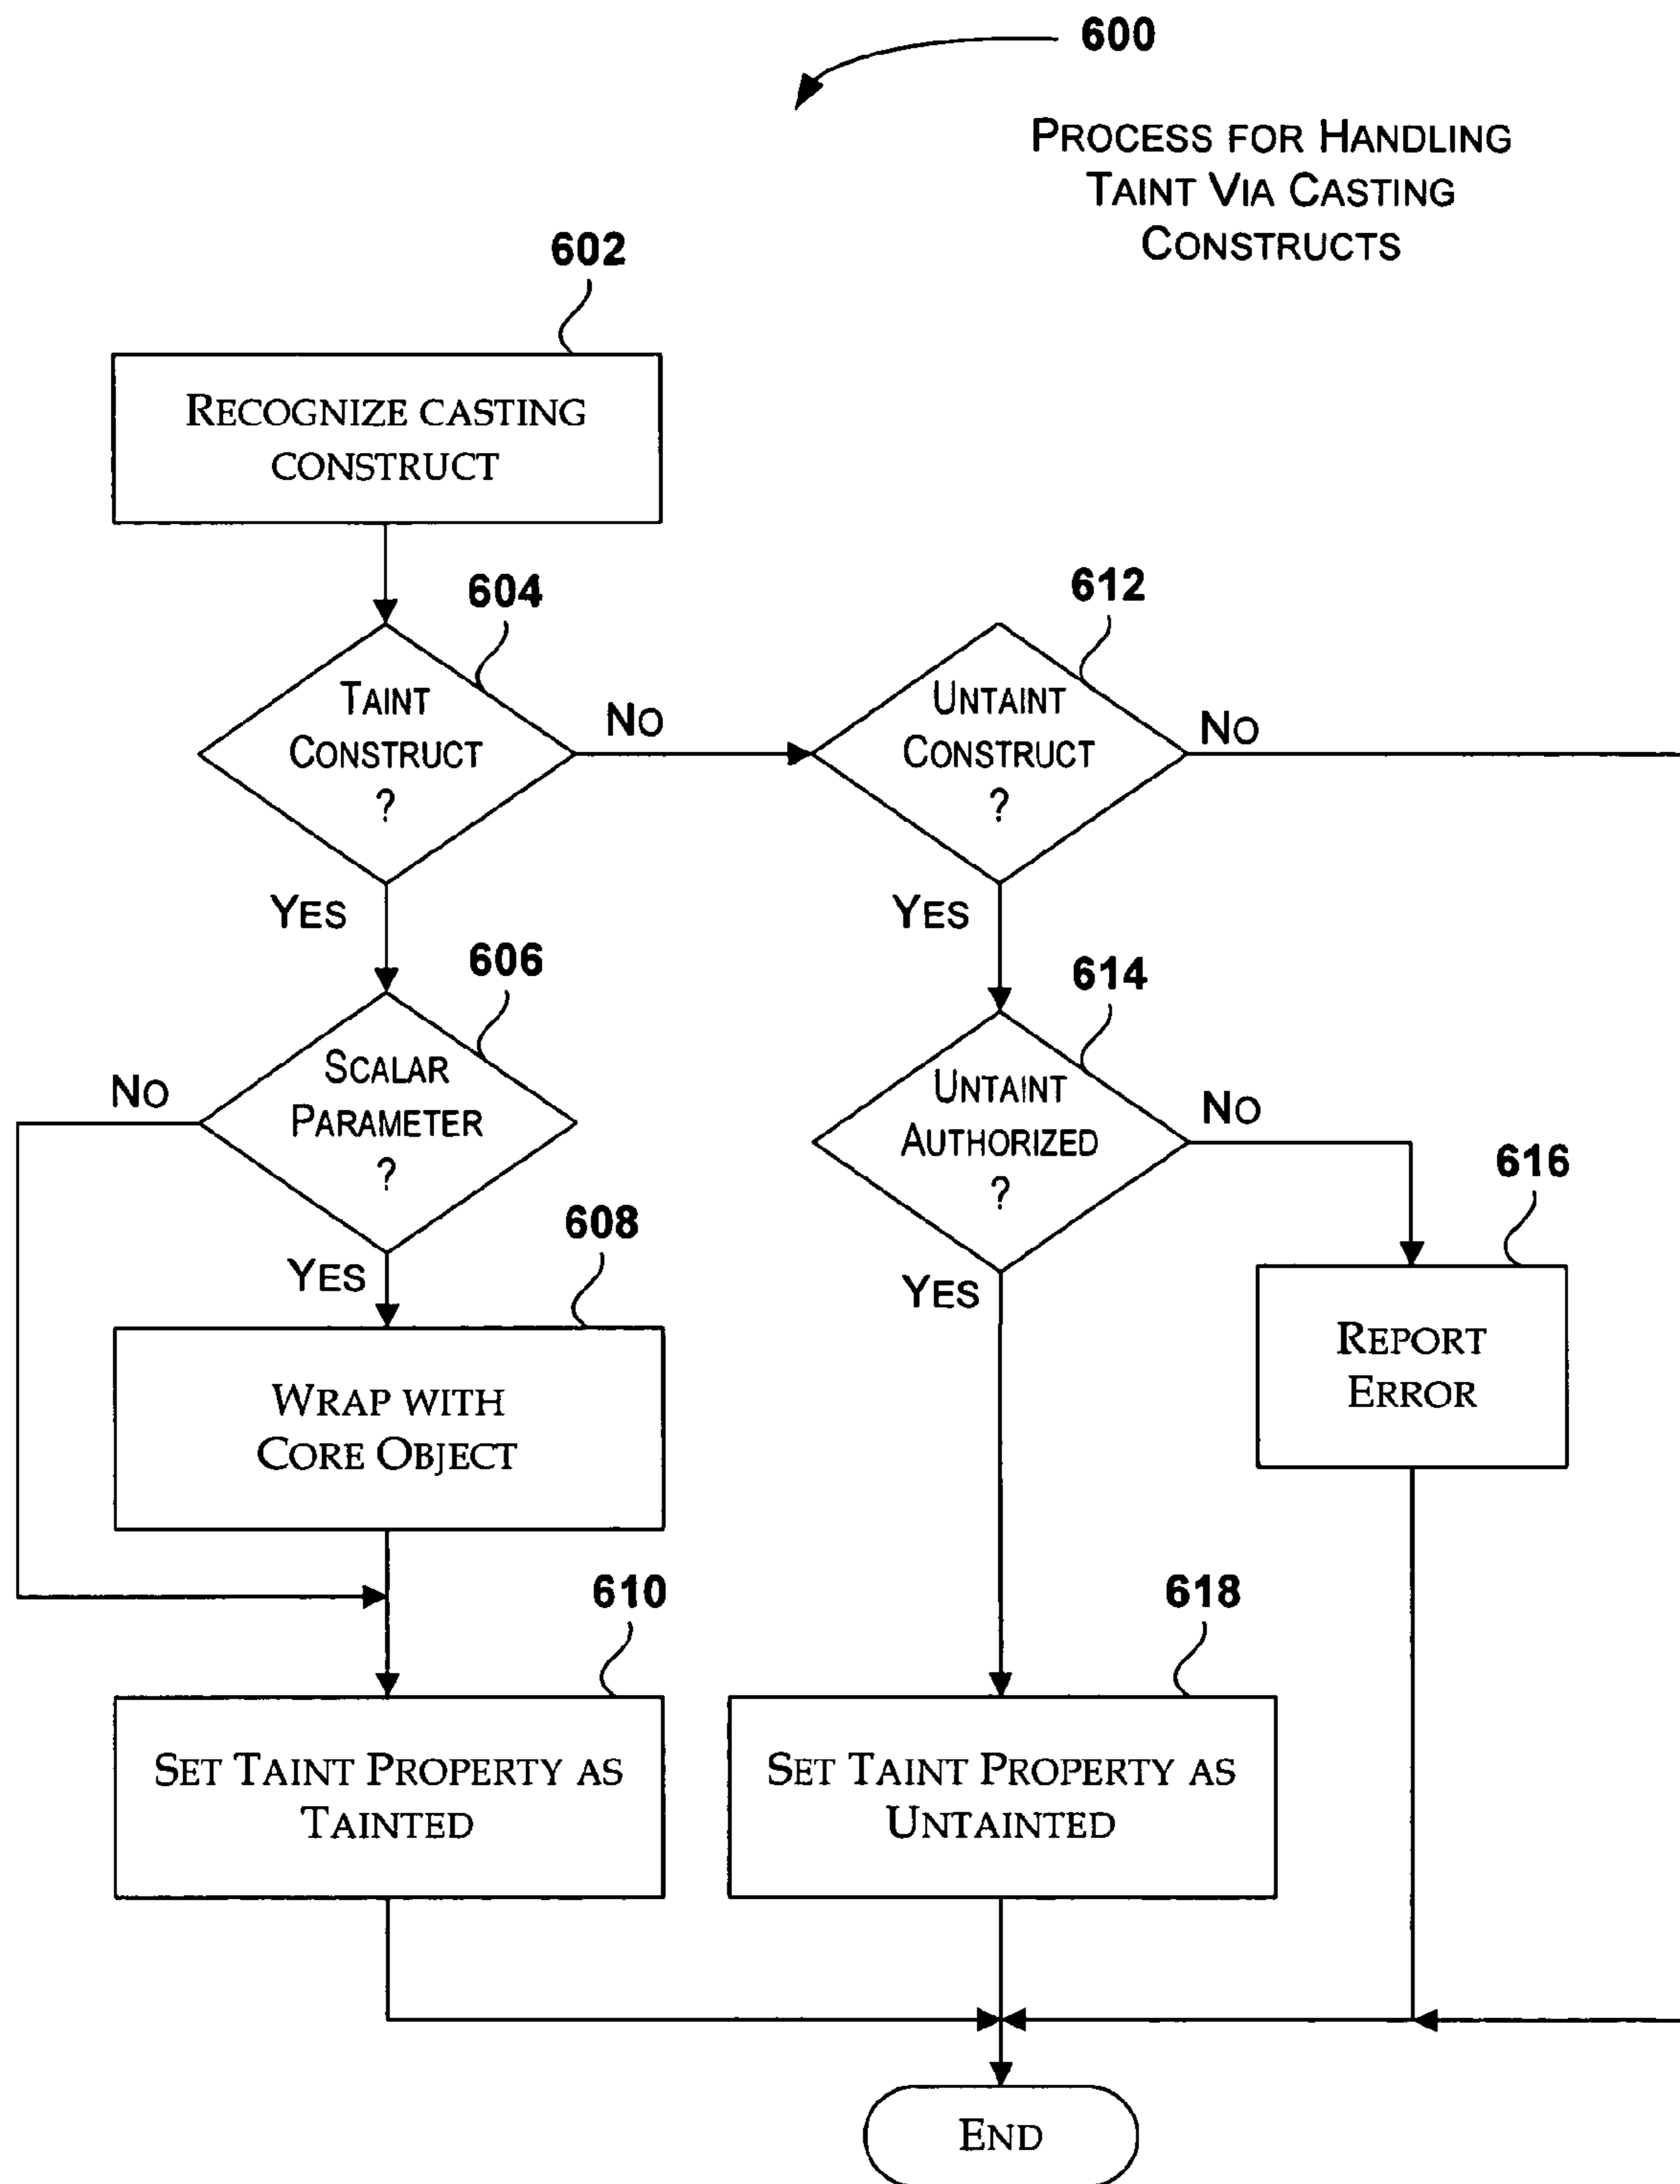 600
PROCESS FOR HANDLING
TAINT VIA CASTING
CONSTRUCTS
602
RECOGNIZE CASTING
CONSTRUCT
604
TAINT
CONSTRUCT
?
NO
612
UNTAINT
CONSTRUCT
?
NO
YES
YES
606
SCALAR
PARAMETER
?
NO
YES
614
UNTAINT
AUTHORIZED
?
NO
YES
616
REPORT
ERROR
608
WRAP WITH
CORE OBJECT
610
SET TAINT PROPERTY AS
TAINTED
618
SET TAINT PROPERTY AS
UNTAINTED
END